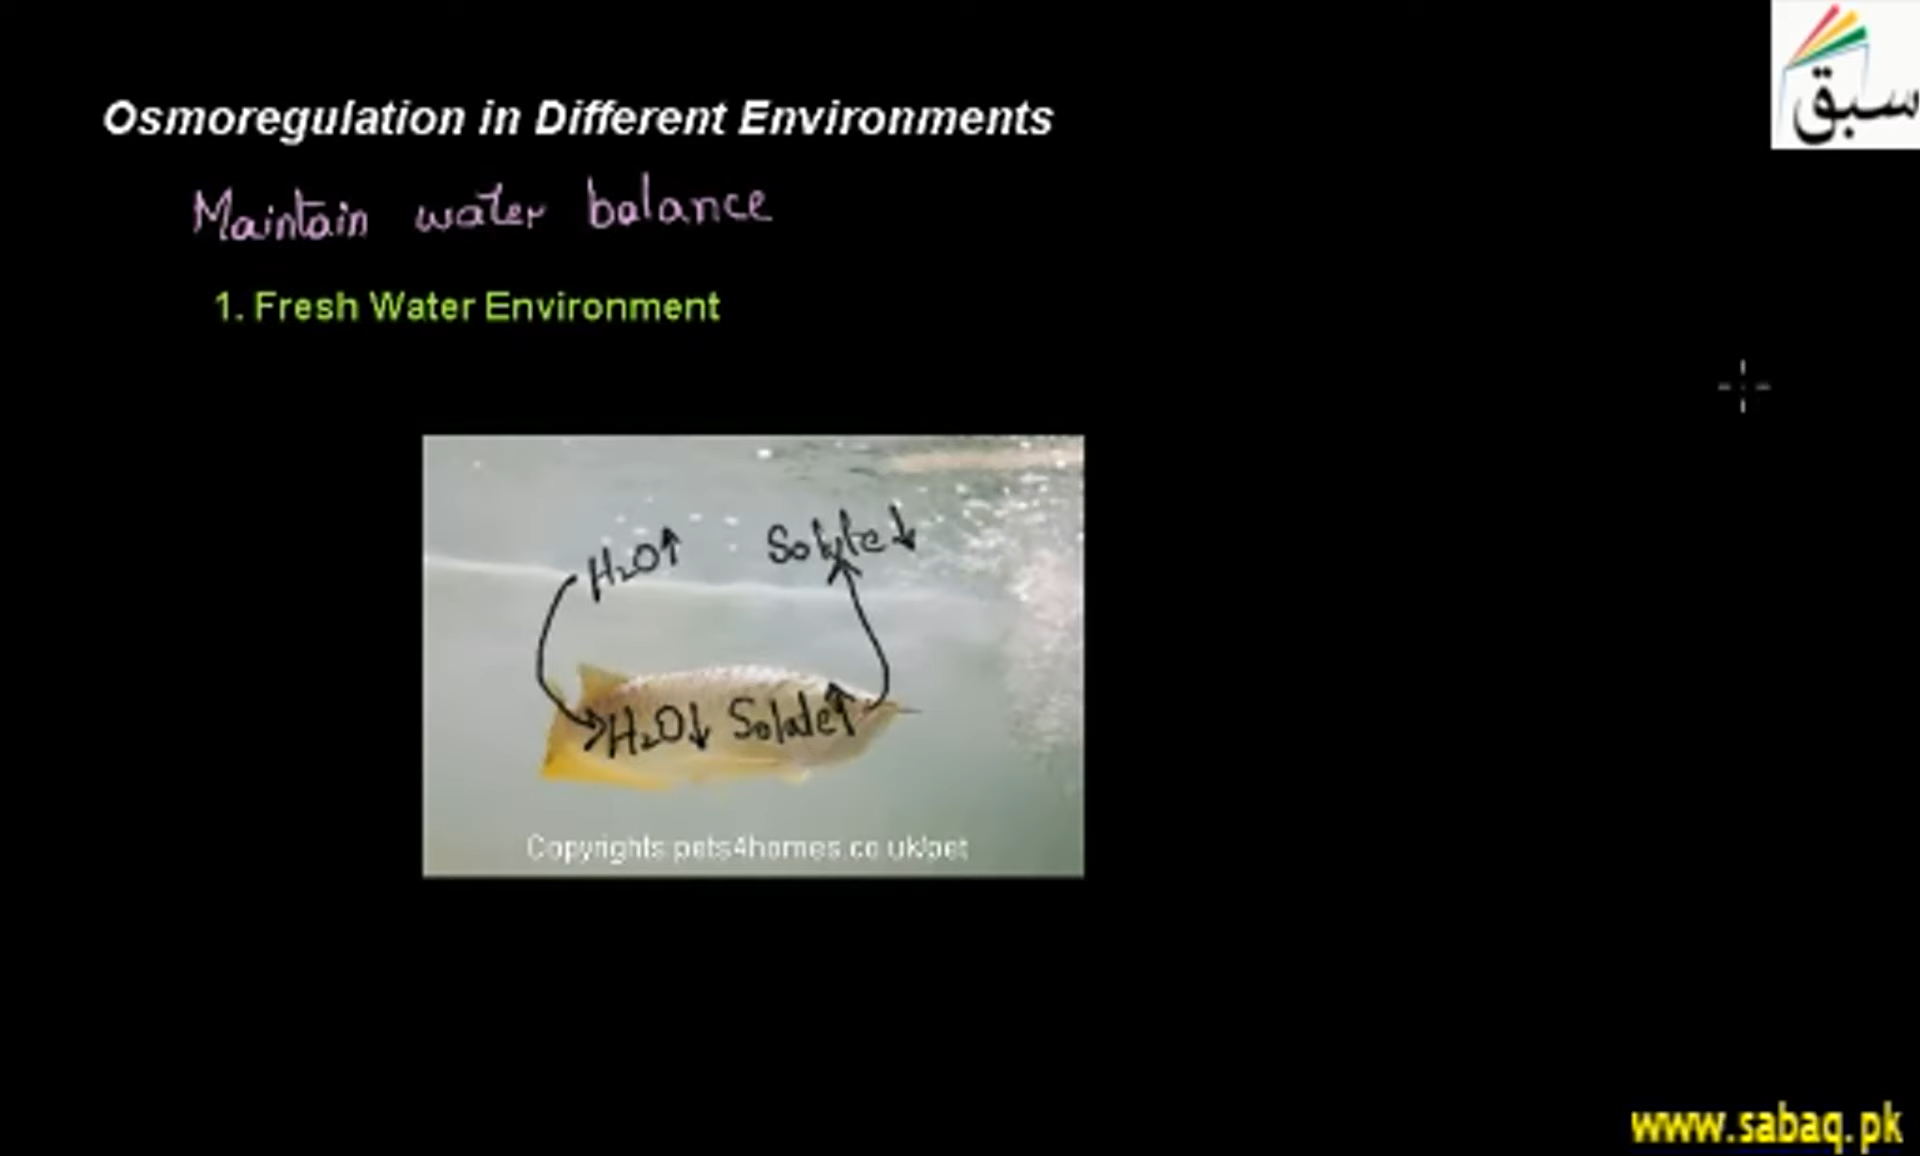 سبق
Osmoregulation in Different Environments
Maintain water balance
1. Fresh Water Environment
H₂O↑ Solute↓
H₂O↓ Solute↑
Copyrights pets4homes.co.uk/pet
www.sabaq.pk